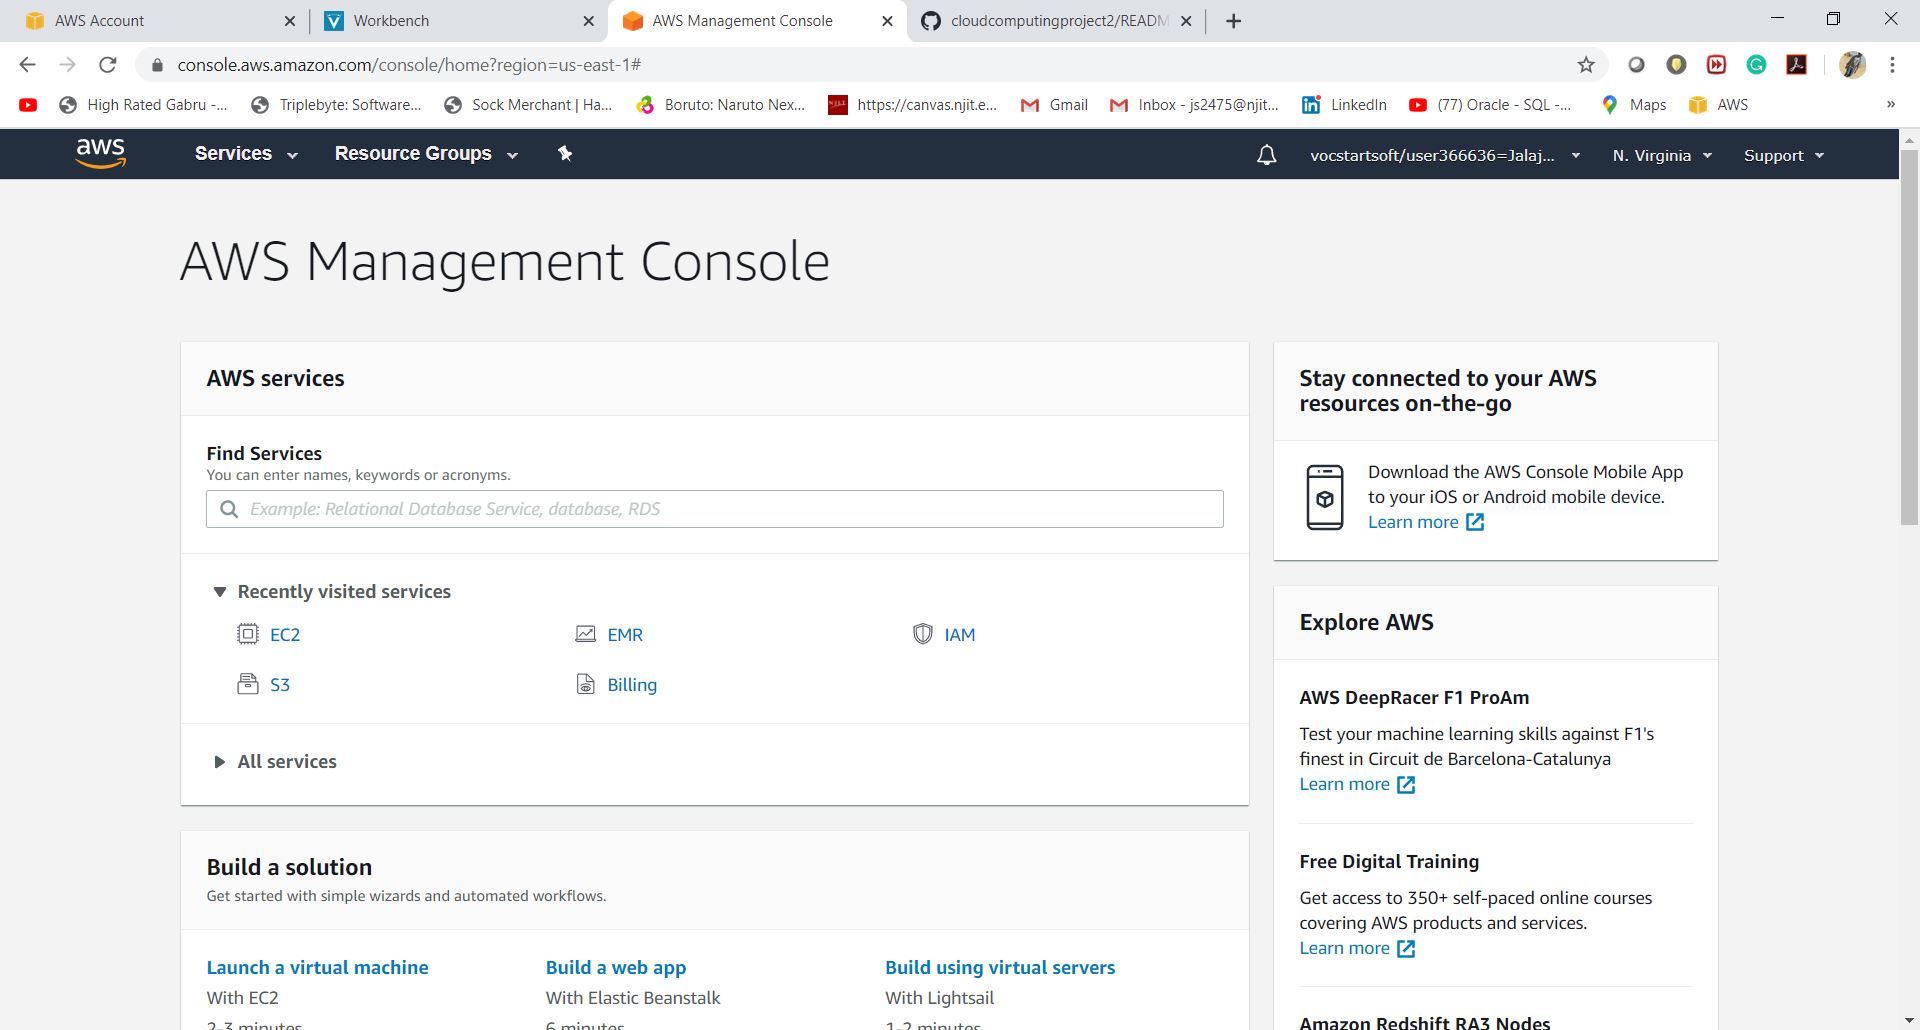 AWS Account
Workbench
AWS Management Console
cloudcomputingproject2/READM
console.aws.amazon.com/console/home?region=us-east-1#
High Rated Gabru -...
Triplebyte: Software...
Sock Merchant | Ha...
Boruto: Naruto Nex...
https://canvas.njit.e...
Gmail
Inbox - js2475@njit...
LinkedIn
(77) Oracle - SQL -...
Maps
AWS
»
aws
Services
Resource Groups
vocstartsoft/user366636=Jalaj...
N. Virginia
Support
AWS Management Console
AWS services
Find Services
You can enter names, keywords or acronyms.
Example: Relational Database Service, database, RDS
Recently visited services
EC2
EMR
IAM
S3
Billing
All services
Build a solution
Get started with simple wizards and automated workflows.
Launch a virtual machine
With EC2
2-3 minutes
Build a web app
With Elastic Beanstalk
6 minutes
Build using virtual servers
With Lightsail
1-2 minutes
Stay connected to your AWS
resources on-the-go
Download the AWS Console Mobile App
to your iOS or Android mobile device.
Learn more
Explore AWS
AWS DeepRacer F1 ProAm
Test your machine learning skills against F1's
finest in Circuit de Barcelona-Catalunya
Learn more
Free Digital Training
Get access to 350+ self-paced online courses
covering AWS products and services.
Learn more
Amazon Redshift RA3 Nodes